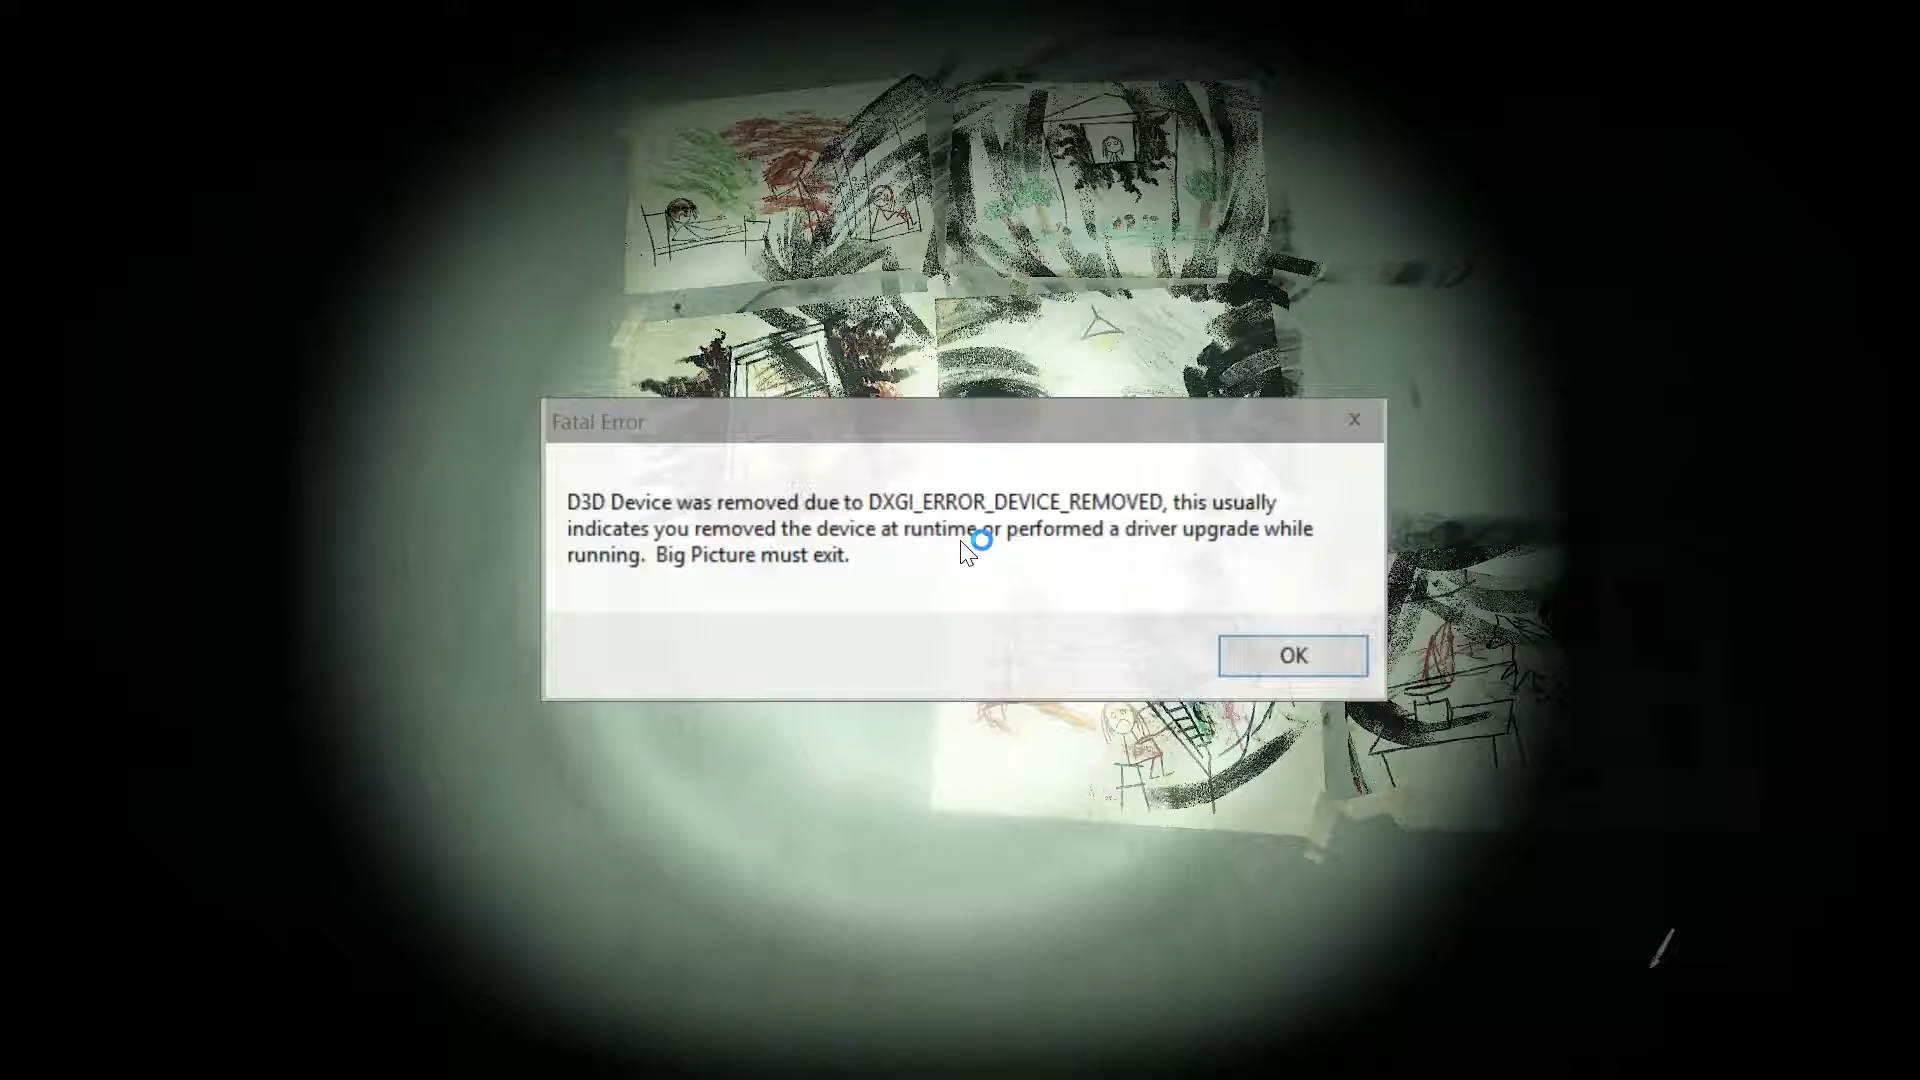 Fatal Error
D3D Device was removed due to DXGI_ERROR_DEVICE_REMOVED, this usually
indicates you removed the device at runtime or performed a driver upgrade while
running.  Big Picture must exit.
OK